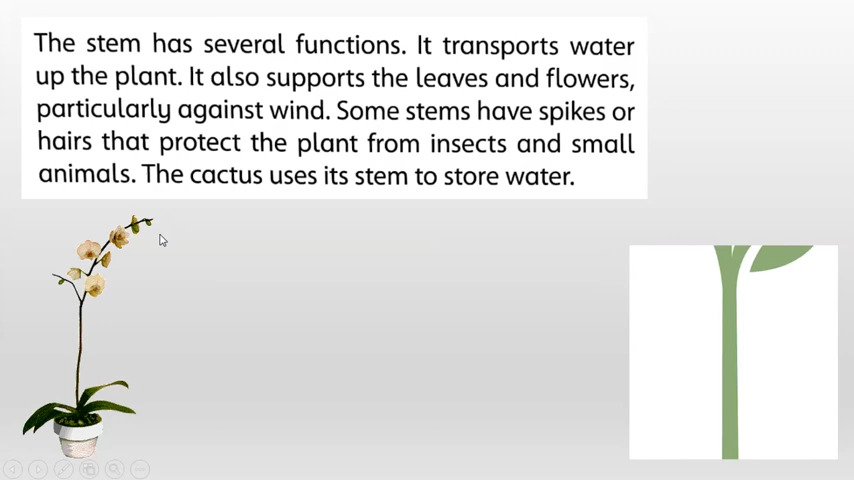 The stem has several functions. It transports water
up the plant. It also supports the leaves and flowers,
particularly against wind. Some stems have spikes or
hairs that protect the plant from insects and small
animals. The cactus uses its stem to store water.